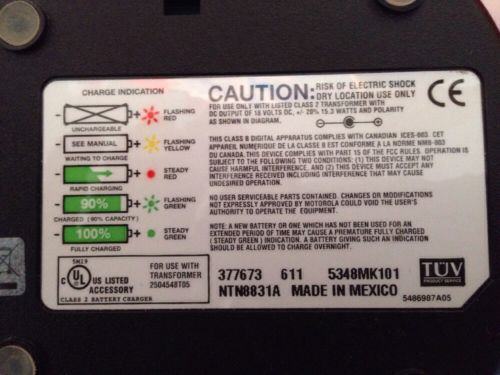 CHARGE INDICATION
UNCHARGEABLE
FLASHING
RED
SEE MANUAL
WAITING TO CHARGE
FLASHING
YELLOW
RAPID CHARGING
STEADY
RED
90%
CHARGED (90% CAPACITY)
FLASHING
GREEN
100%
FULLY CHARGED
STEADY
GREEN
5M19
UL US LISTED
ACCESSORY
CLASS 2 BATTERY CHARGER
FOR USE WITH
TRANSFORMER
2504548T05
CAUTION: RISK OF ELECTRIC SHOCK
DRY LOCATION USE ONLY
CE
FOR USE ONLY WITH LISTED CLASS 2 TRANSFORMER WITH
DC OUTPUT OF 18 VOLTS DC, +/- 20% 15.3 WATTS AND POLARITY
AS SHOWN IN DIAGRAM.
THIS CLASS B DIGITAL APPARATUS COMPLIES WITH CANADIAN ICES-003. CET
APPAREIL NUMERIQUE DE LA CLASSE B EST CONFORME À LA NORME NMB-003
DU CANADA.THIS DEVICE COMPLIES WITH PART 15 OF THE FCC RULES. OPERATION IS
SUBJECT TO THE FOLLOWING TWO CONDITIONS: (1) THIS DEVICE MAY NOT
CAUSE HARMFUL INTERFERENCE, AND (2) THIS DEVICE MUST ACCEPT ANY
INTERFERENCE RECEIVED INCLUDING INTERFERENCE THAT MAY CAUSE
UNDESIRED OPERATION.
NO USER SERVICEABLE PARTS CONTAINED. CHANGES OR MODIFICATIONS
NOT EXPRESSLY APPROVED BY MOTOROLA COULD VOID THE USER'S
AUTHORITY TO OPERATE THE EQUIPMENT.
NOTE: A NEW BATTERY OR ONE WHICH HAS NOT BEEN USED FOR AN
EXTENDED PERIOD OF TIME MAY CAUSE A PREMATURE FULLY CHARGED
(STEADY GREEN) INDICATION. A BATTERY GIVING SUCH AN INDICATION
SHOULD BE ALLOWED TO CHARGE OVERNIGHT.
377673 611 5348MK101
NTN8831A MADE IN MEXICO
TÜV
PRODUCT SERVICE
5486987A05